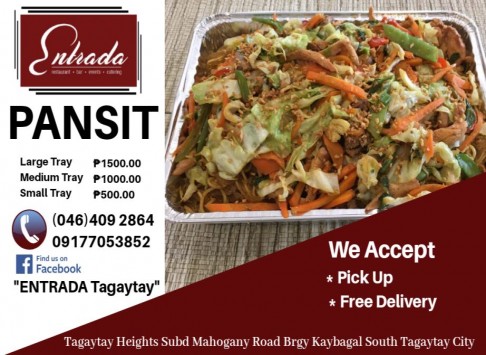 Entrada
restaurant • bar • events • catering
PANSIT
Large Tray ₱1500.00
Medium Tray ₱1000.00
Small Tray ₱500.00
(046)409 2864
09177053852
Find us on
Facebook
"ENTRADA Tagaytay"
We Accept
* Pick Up
* Free Delivery
Tagaytay Heights Subd Mahogany Road Brgy Kaybagal South Tagaytay City